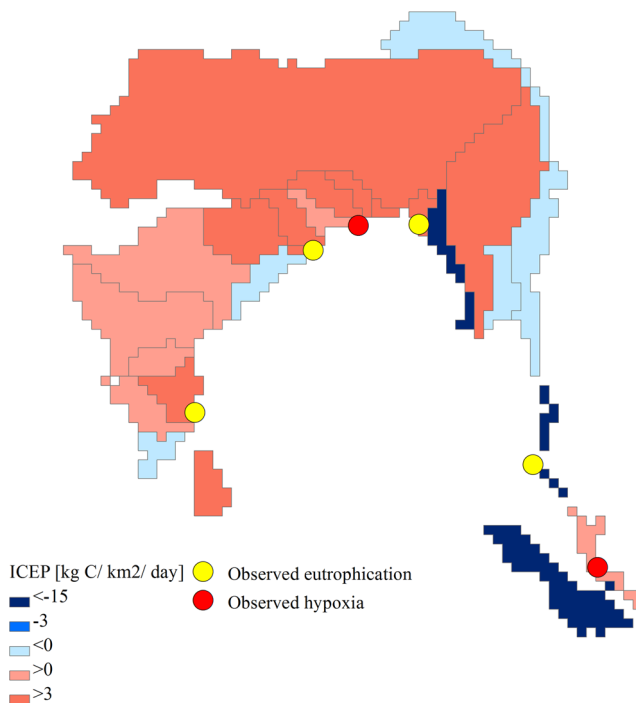 ICEP [kg C/ km2/ day]
<-15
-3
<0
>0
>3
Observed eutrophication
Observed hypoxia